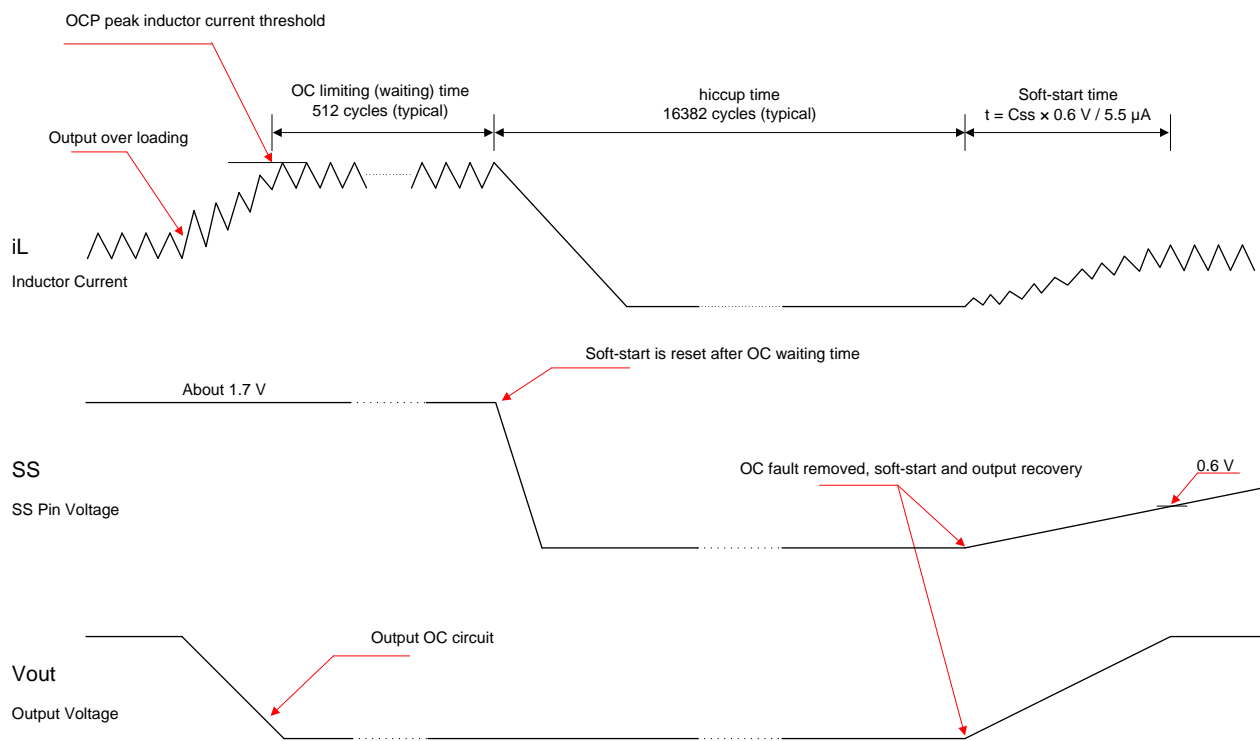 OCP peak inductor current threshold
OC limiting (waiting) time
512 cycles (typical)
hiccup time
16382 cycles (typical)
Soft-start time
t = Css × 0.6 V / 5.5 µA
Output over loading
iL
Inductor Current
Soft-start is reset after OC waiting time
About 1.7 V
SS
SS Pin Voltage
OC fault removed, soft-start and output recovery
0.6 V
Output OC circuit
Vout
Output Voltage